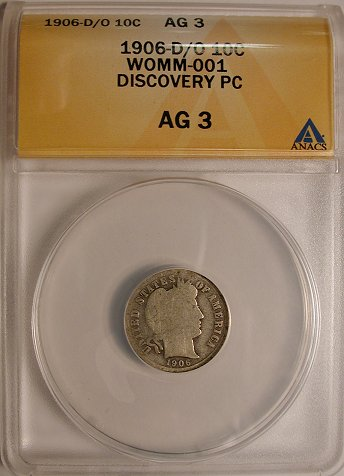 1906-D/O 10C AG 3
1906-D/O 10C
WOMM-001
DISCOVERY PC
AG 3
ANACS
UNITED STATES OF AMERICA
1906